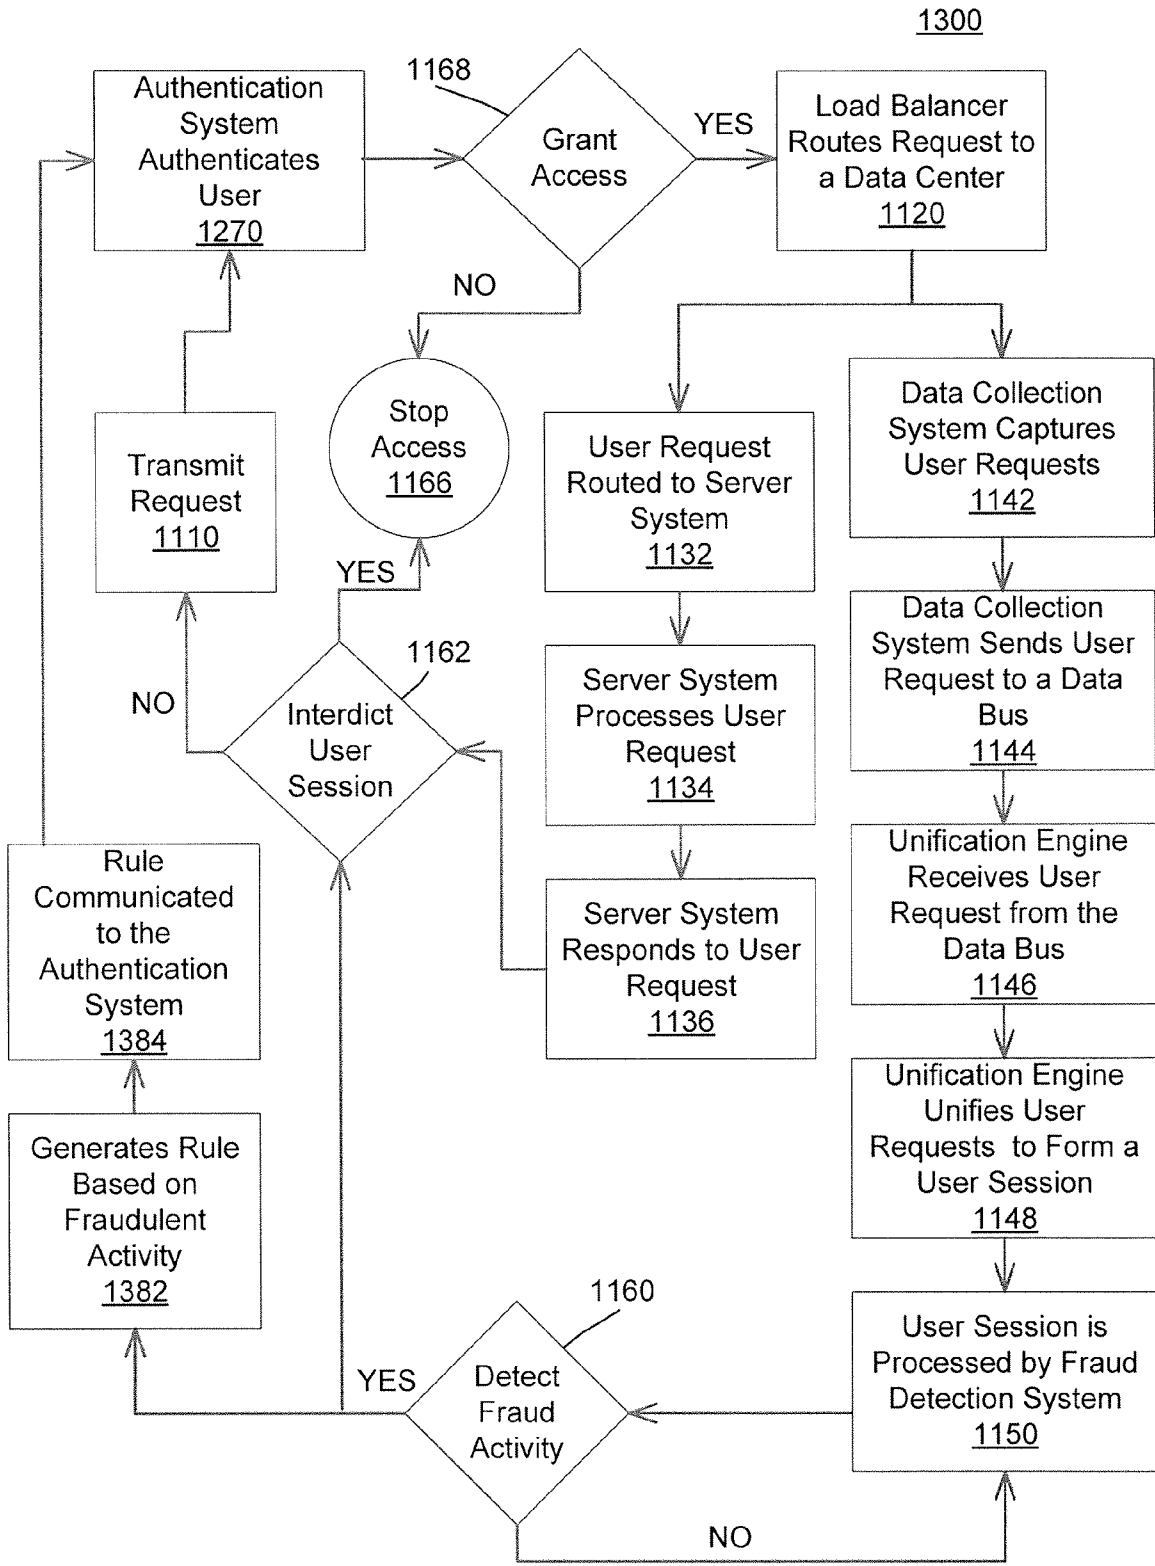 1300
Authentication
System
Authenticates
User
1270
1168
Grant
Access
YES
NO
Load Balancer
Routes Request to
a Data Center
1120
Stop
Access
1166
Transmit
Request
1110
User Request
Routed to Server
System
1132
Data Collection
System Captures
User Requests
1142
YES
1162
NO
Interdict
User
Session
Server System
Processes User
Request
1134
Data Collection
System Sends User
Request to a Data
Bus
1144
Rule
Communicated
to the
Authentication
System
1384
Server System
Responds to User
Request
1136
Unification Engine
Receives User
Request from the
Data Bus
1146
Unification Engine
Unifies User
Requests to Form a
User Session
1148
Generates Rule
Based on
Fraudulent
Activity
1382
1160
YES
Detect
Fraud
Activity
NO
User Session is
Processed by Fraud
Detection System
1150